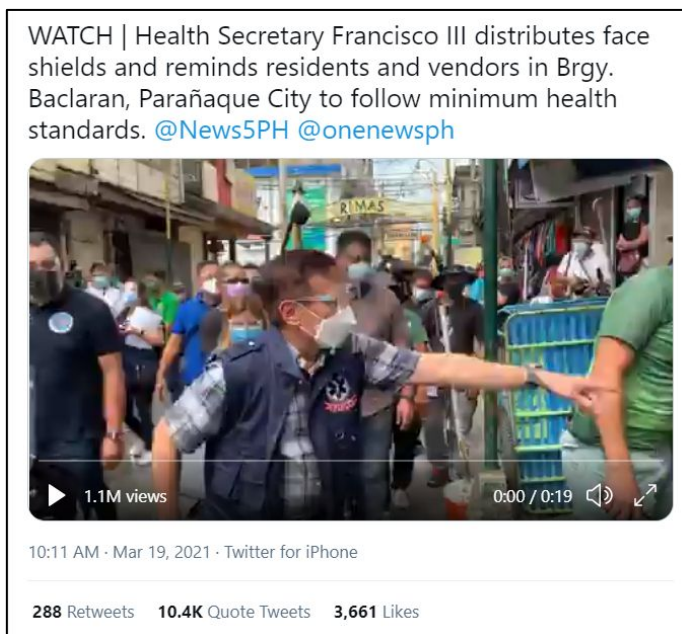 WATCH | Health Secretary Francisco III distributes face
shields and reminds residents and vendors in Brgy.
Baclaran, Parañaque City to follow minimum health
standards. @News5PH @onenewsph
RIMAS
1.1M views
0:00 / 0:19
10:11 AM · Mar 19, 2021 · Twitter for iPhone
288 Retweets 10.4K Quote Tweets 3,661 Likes